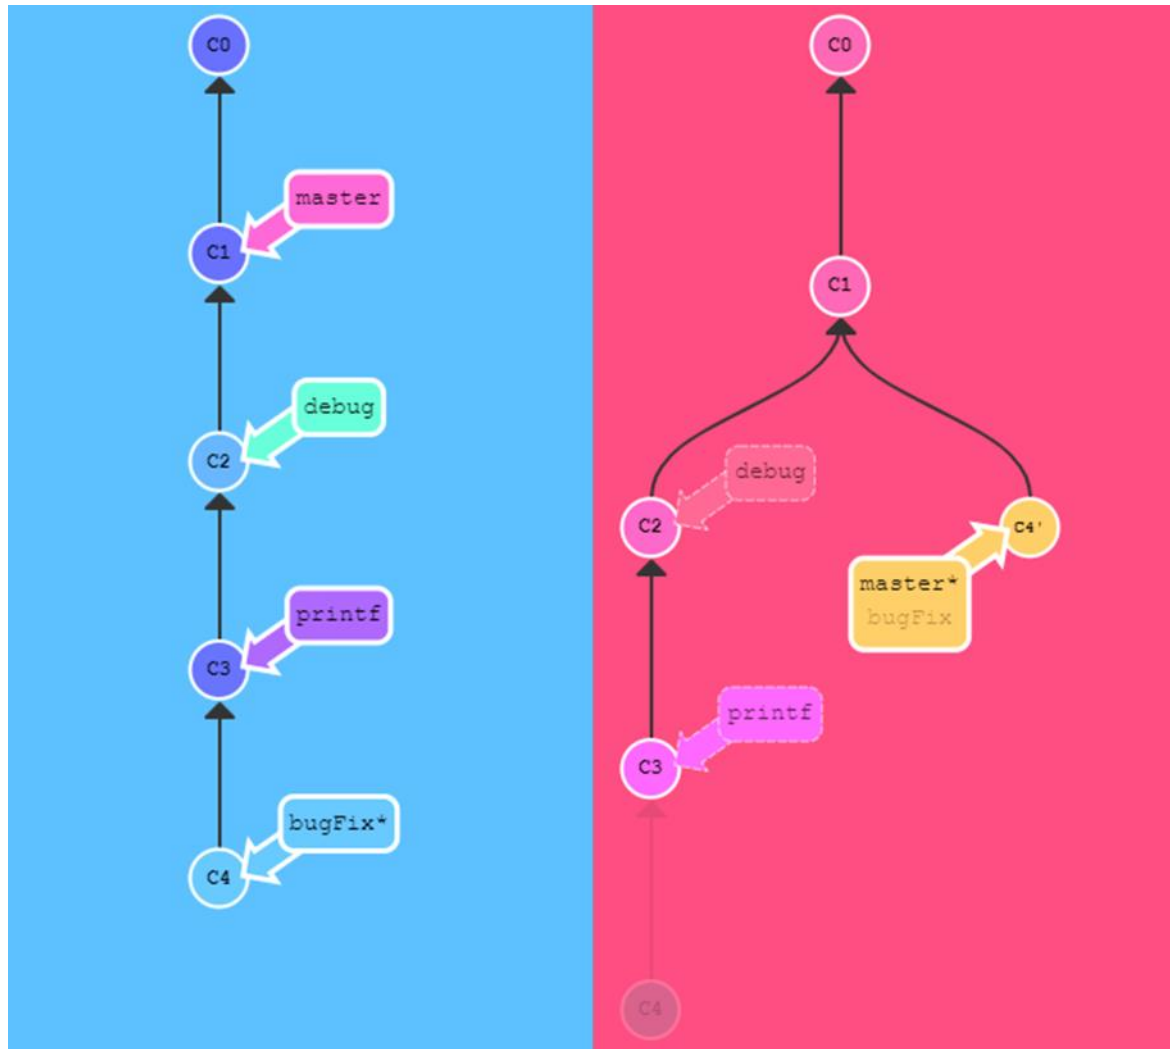 C0
master
C1
debug
C2
printf
C3
bugFix*
C4
C0
C1
debug
C2
C4'
master*
bugFix
printf
C3
C4